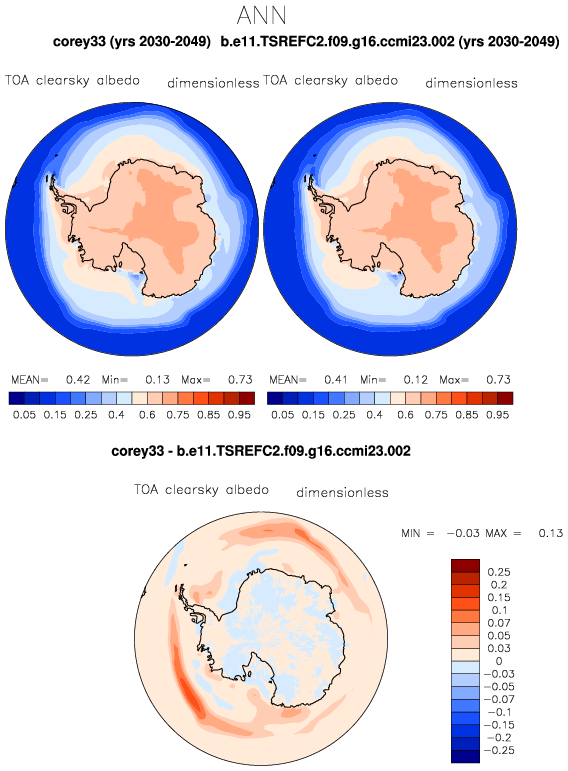 ANN
corey33 (yrs 2030-2049) b.e11.TSREFC2.f09.g16.ccmi23.002 (yrs 2030-2049)
TOA clearsky albedo dimensionless TOA clearsky albedo dimensionless
MEAN= 0.42 Min= 0.13 Max= 0.73 MEAN= 0.41 Min= 0.12 Max= 0.73
0.05 0.15 0.25 0.4 0.6 0.75 0.85 0.95 0.05 0.15 0.25 0.4 0.6 0.75 0.85 0.95
corey33 - b.e11.TSREFC2.f09.g16.ccmi23.002
TOA clearsky albedo dimensionless
MIN = -0.03 MAX = 0.13
0.25
0.2
0.15
0.1
0.07
0.05
0.03
0
-0.03
-0.05
-0.07
-0.1
-0.15
-0.2
-0.25